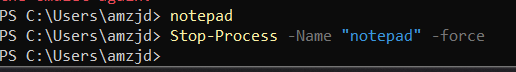 PS C:\Users\amzjd> notepad
PS C:\Users\amzjd> Stop-Process -Name "notepad" -force
PS C:\Users\amzjd>